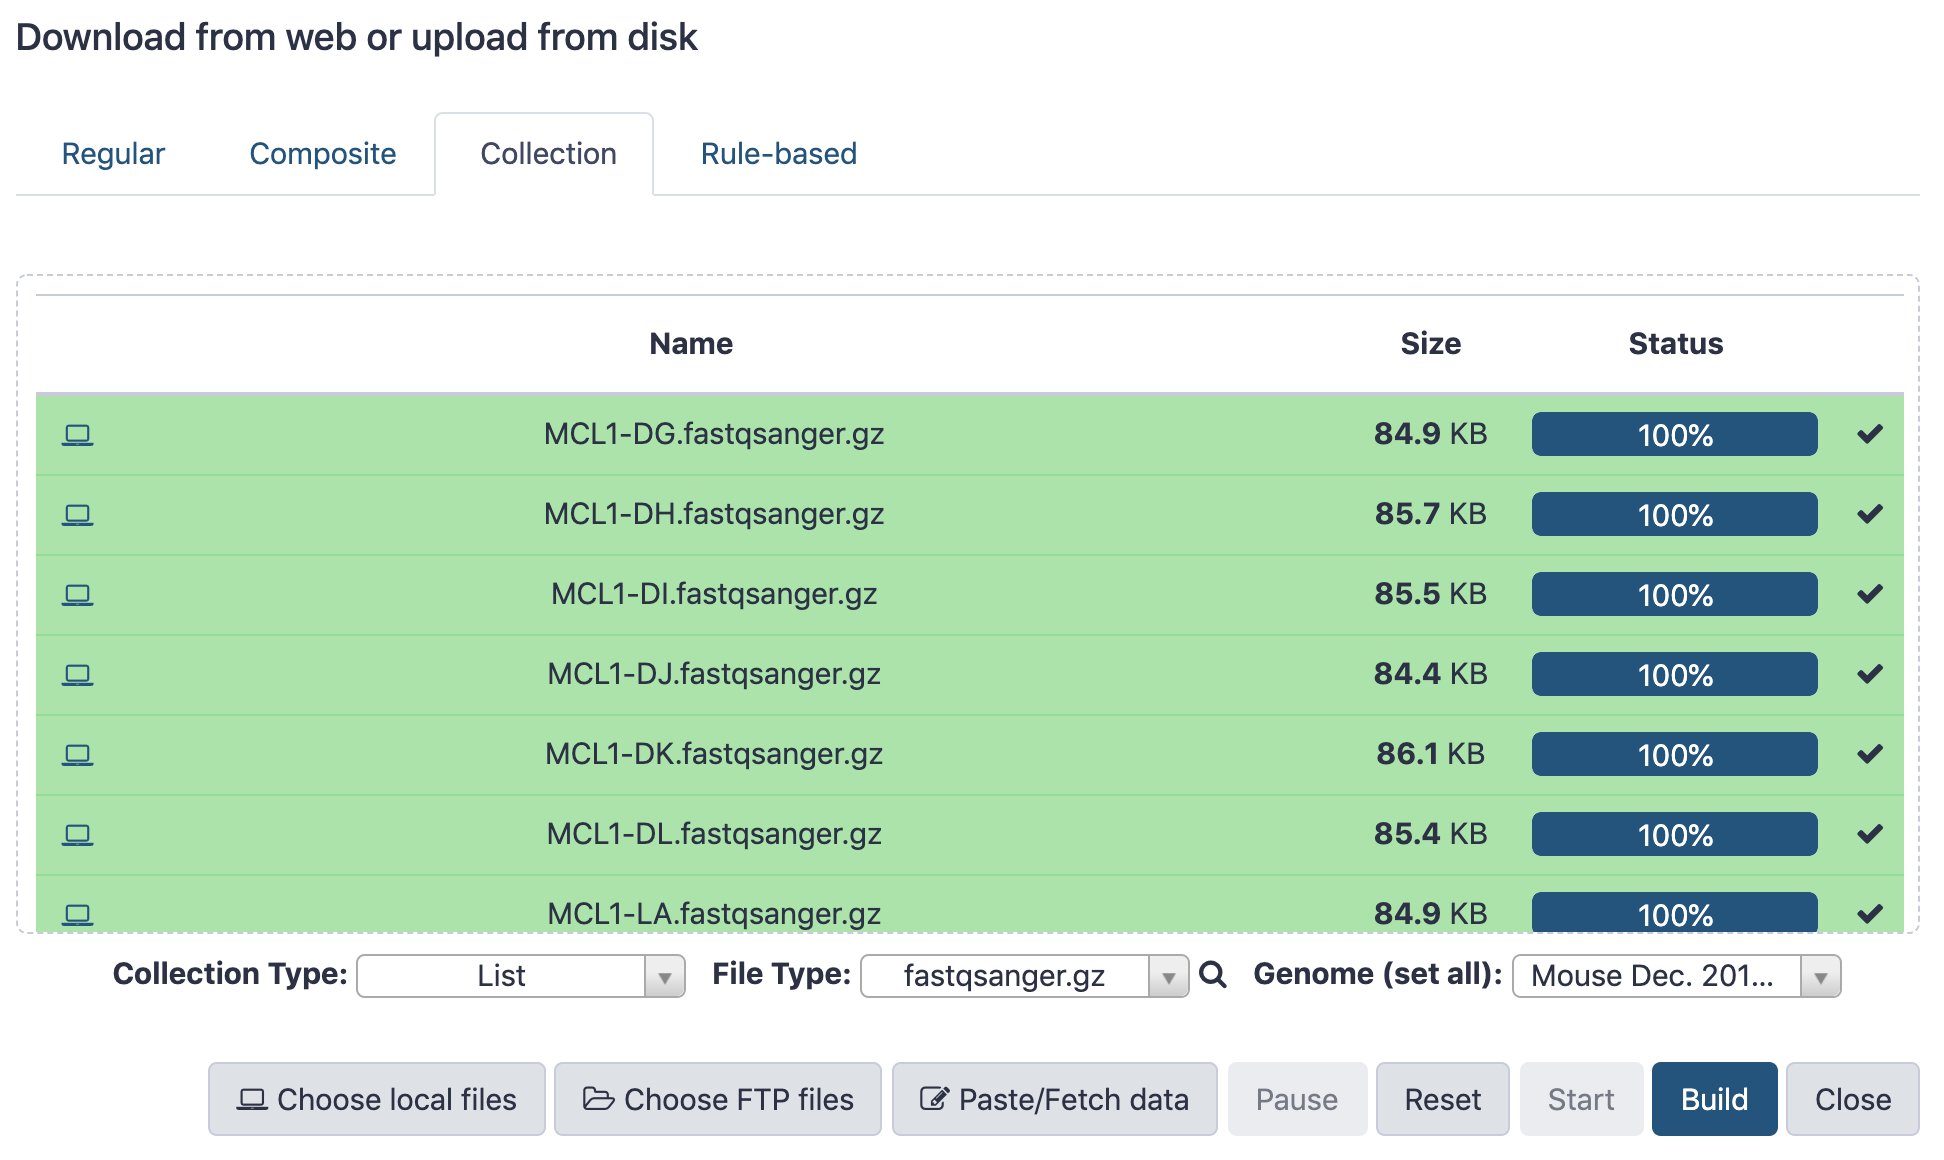 Download from web or upload from disk
Regular Composite Collection Rule-based
Name Size Status
MCL1-DG.fastqsanger.gz 84.9 KB 100%
MCL1-DH.fastqsanger.gz 85.7 KB 100%
MCL1-DI.fastqsanger.gz 85.5 KB 100%
MCL1-DJ.fastqsanger.gz 84.4 KB 100%
MCL1-DK.fastqsanger.gz 86.1 KB 100%
MCL1-DL.fastqsanger.gz 85.4 KB 100%
MCL1-LA.fastqsanger.gz 84.9 KB 100%
Collection Type: List File Type: fastqsanger.gz Genome (set all): Mouse Dec. 201...
Choose local files Choose FTP files Paste/Fetch data Pause Reset Start Build Close